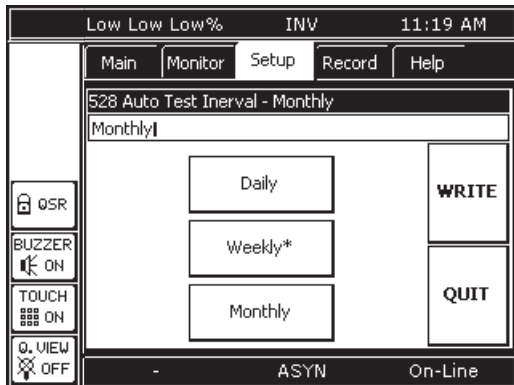 Low Low Low% INV 11:19 AM
Main Monitor Setup Record Help
528 Auto Test Inerval - Monthly
Monthly
Daily
Weekly*
Monthly
WRITE
QUIT
QSR
BUZZER
ON
TOUCH
ON
Q. VIEW
OFF
- ASYN On-Line